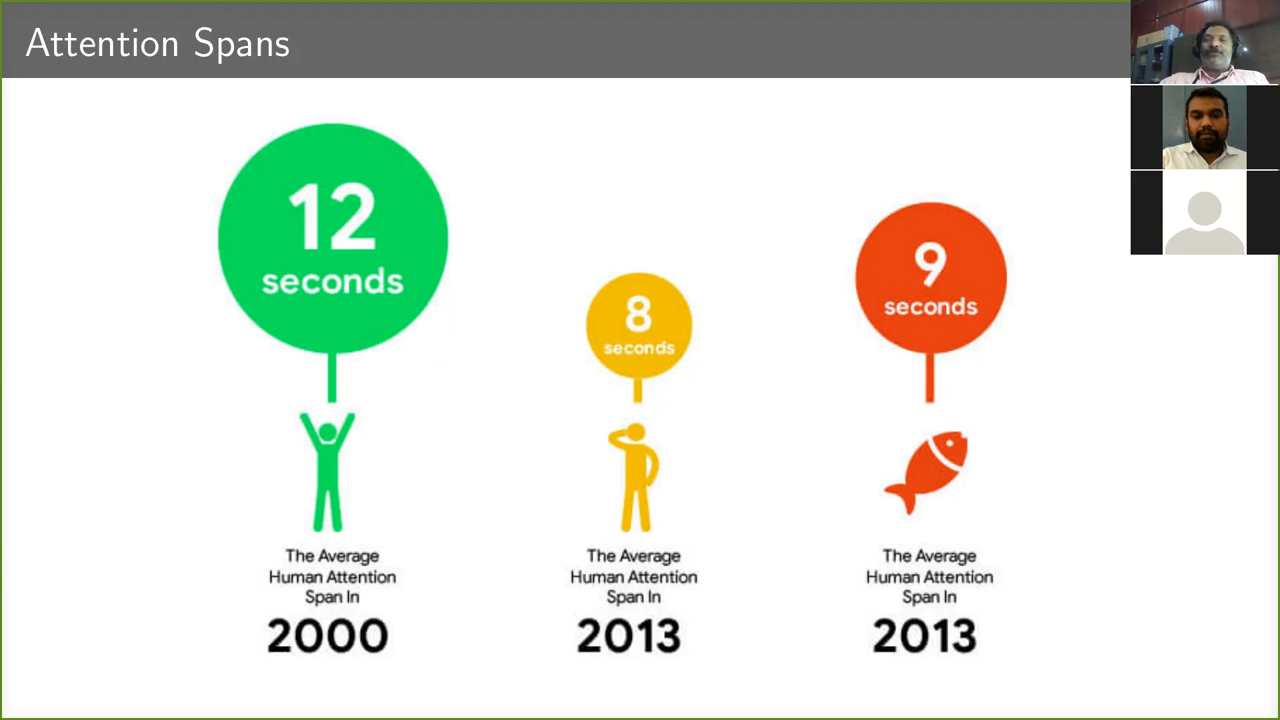 Attention Spans
12
seconds
The Average
Human Attention
Span In
2000
8
seconds
The Average
Human Attention
Span In
2013
9
seconds
The Average
Human Attention
Span In
2013